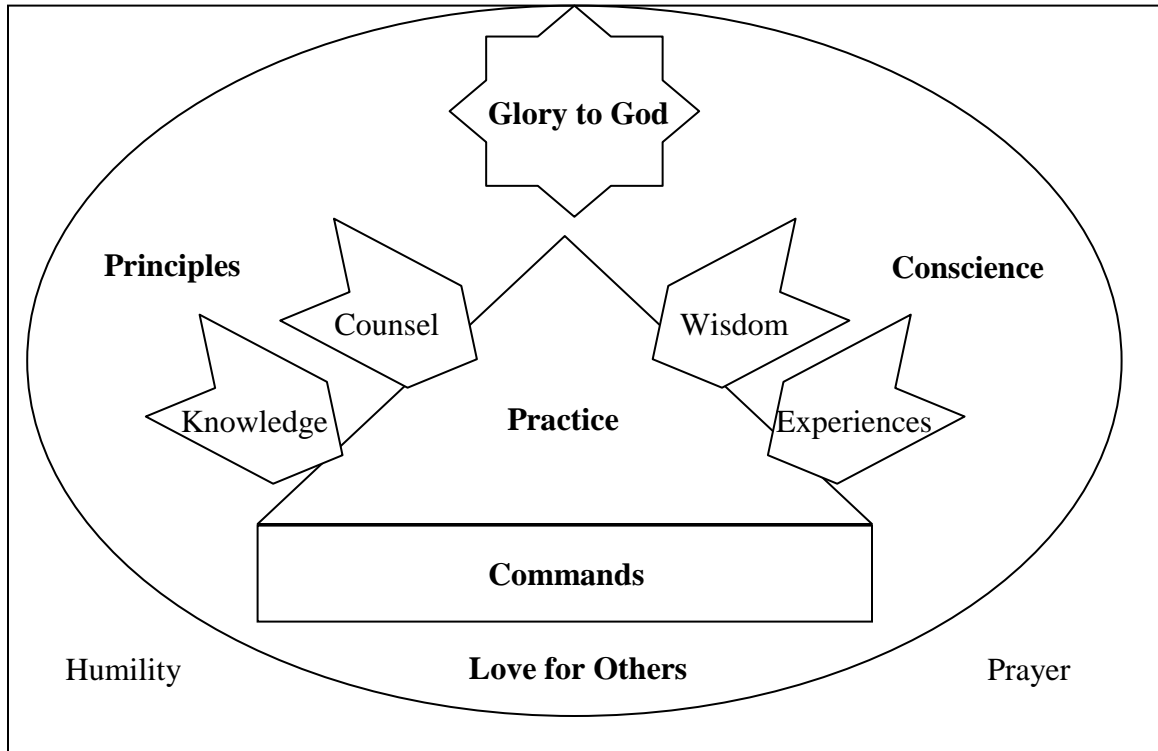 Glory to God
Principles
Conscience
Counsel
Wisdom
Knowledge
Practice
Experiences
Commands
Humility
Love for Others
Prayer